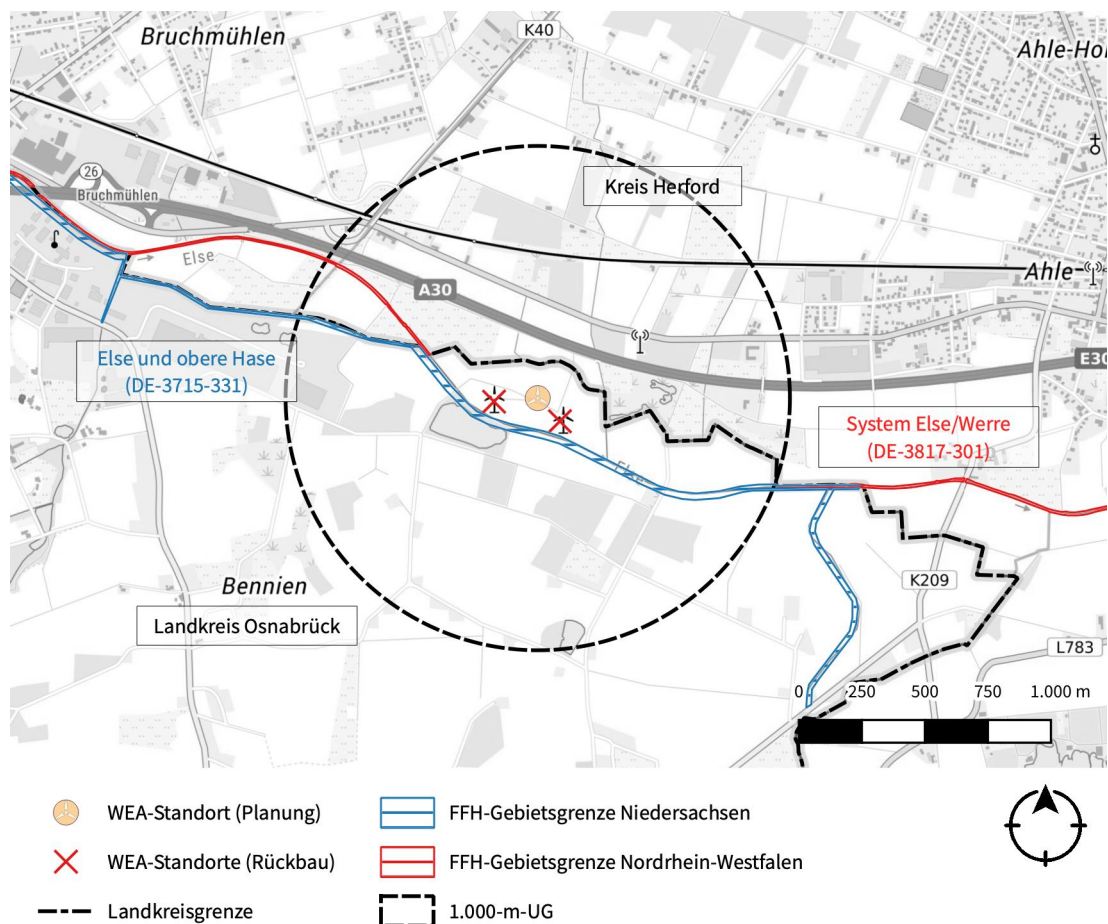 Bruchmühlen
K40
Ahle-Hol
26
Bruchmühlen
Kreis Herford
Else
A30
Ahle
E30
Else und obere Hase
(DE-3715-331)
System Else/Werre
(DE-3817-301)
Else
Bennien
K209
Landkreis Osnabrück
L783
0 250 500 750 1.000 m
WEA-Standort (Planung)
FFH-Gebietsgrenze Niedersachsen
WEA-Standorte (Rückbau)
FFH-Gebietsgrenze Nordrhein-Westfalen
Landkreisgrenze
1.000-m-UG